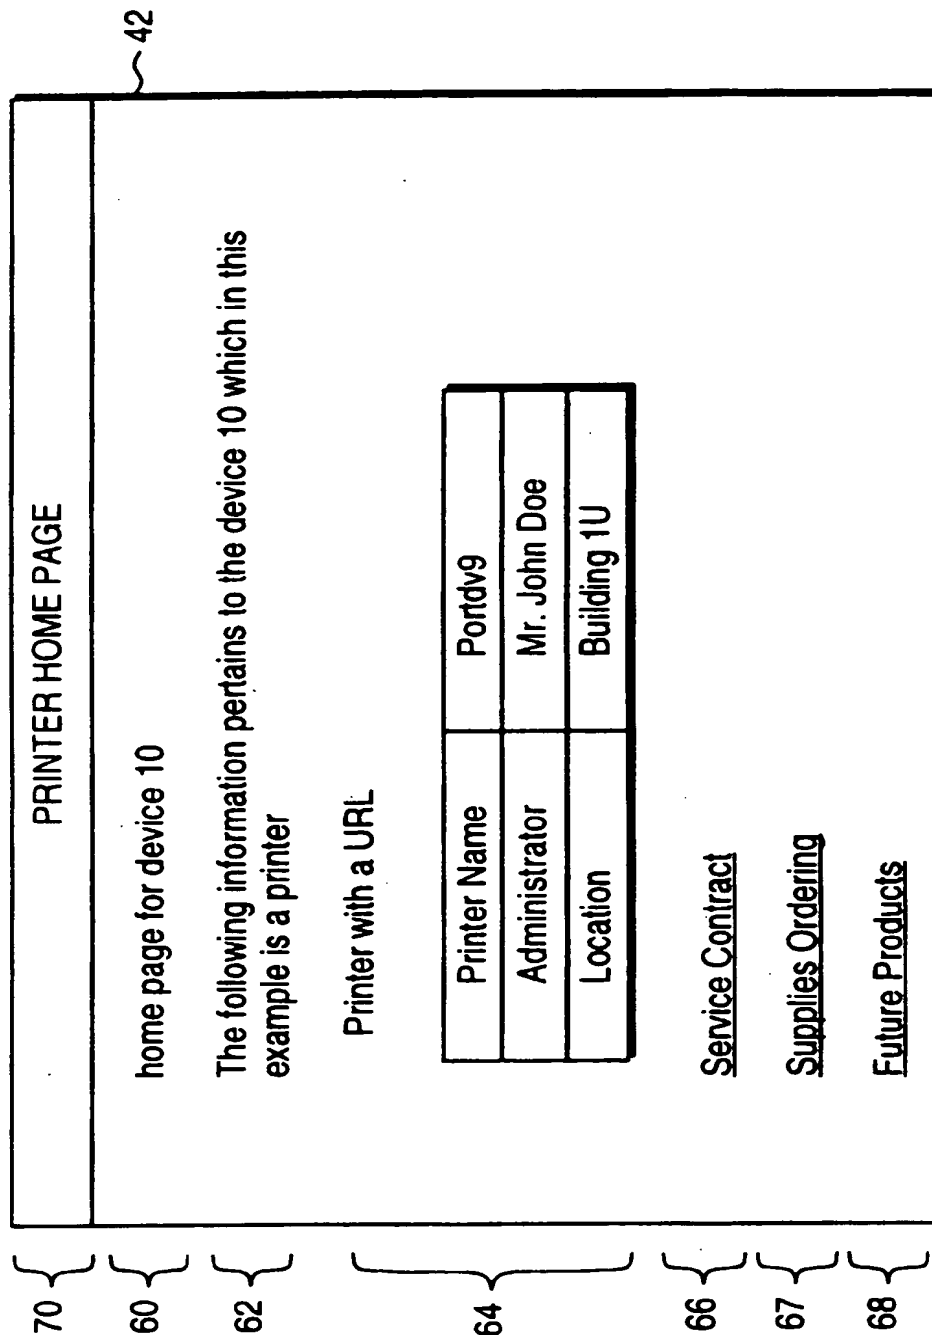 PRINTER HOME PAGE
42
70
home page for device 10
60
The following information pertains to the device 10 which in this
example is a printer
62
Printer with a URL
Printer Name Portdv9
Administrator Mr. John Doe
Location Building 1U
64
Service Contract
66
Supplies Ordering
67
Future Products
68